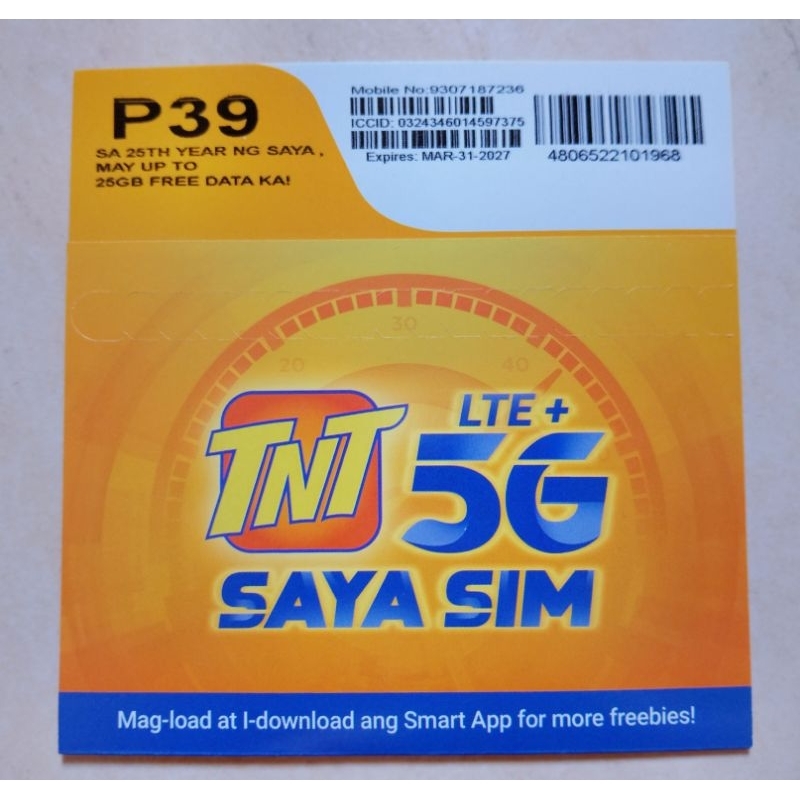 P39
SA 25TH YEAR NG SAYA ,
MAY UP TO
25GB FREE DATA KA!
Mobile No:9307187236
ICCID: 0324346014597375
Expires: MAR-31-2027
4806522101968
30
20
40
TNT
LTE +
5G
SAYA SIM
Mag-load at I-download ang Smart App for more freebies!